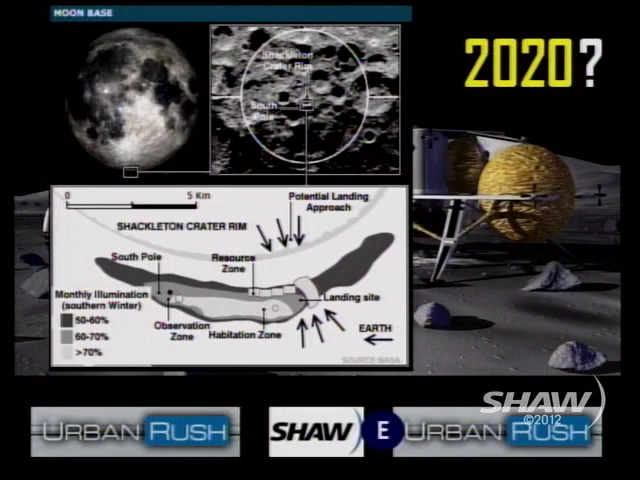 MOON BASE
2020?
Shackleton
Crater Rim
South
Pole
0 5 Km
Potential Landing
Approach
SHACKLETON CRATER RIM
South Pole
Resource
Zone
Monthly Illumination
(southern Winter)
50-60%
60-70%
>70%
Landing site
Observation
Zone
Habitation Zone
EARTH
SOURCE: NASA
SHAW)
©2012
URBAN RUSH
SHAW)
E
URBAN RUSH